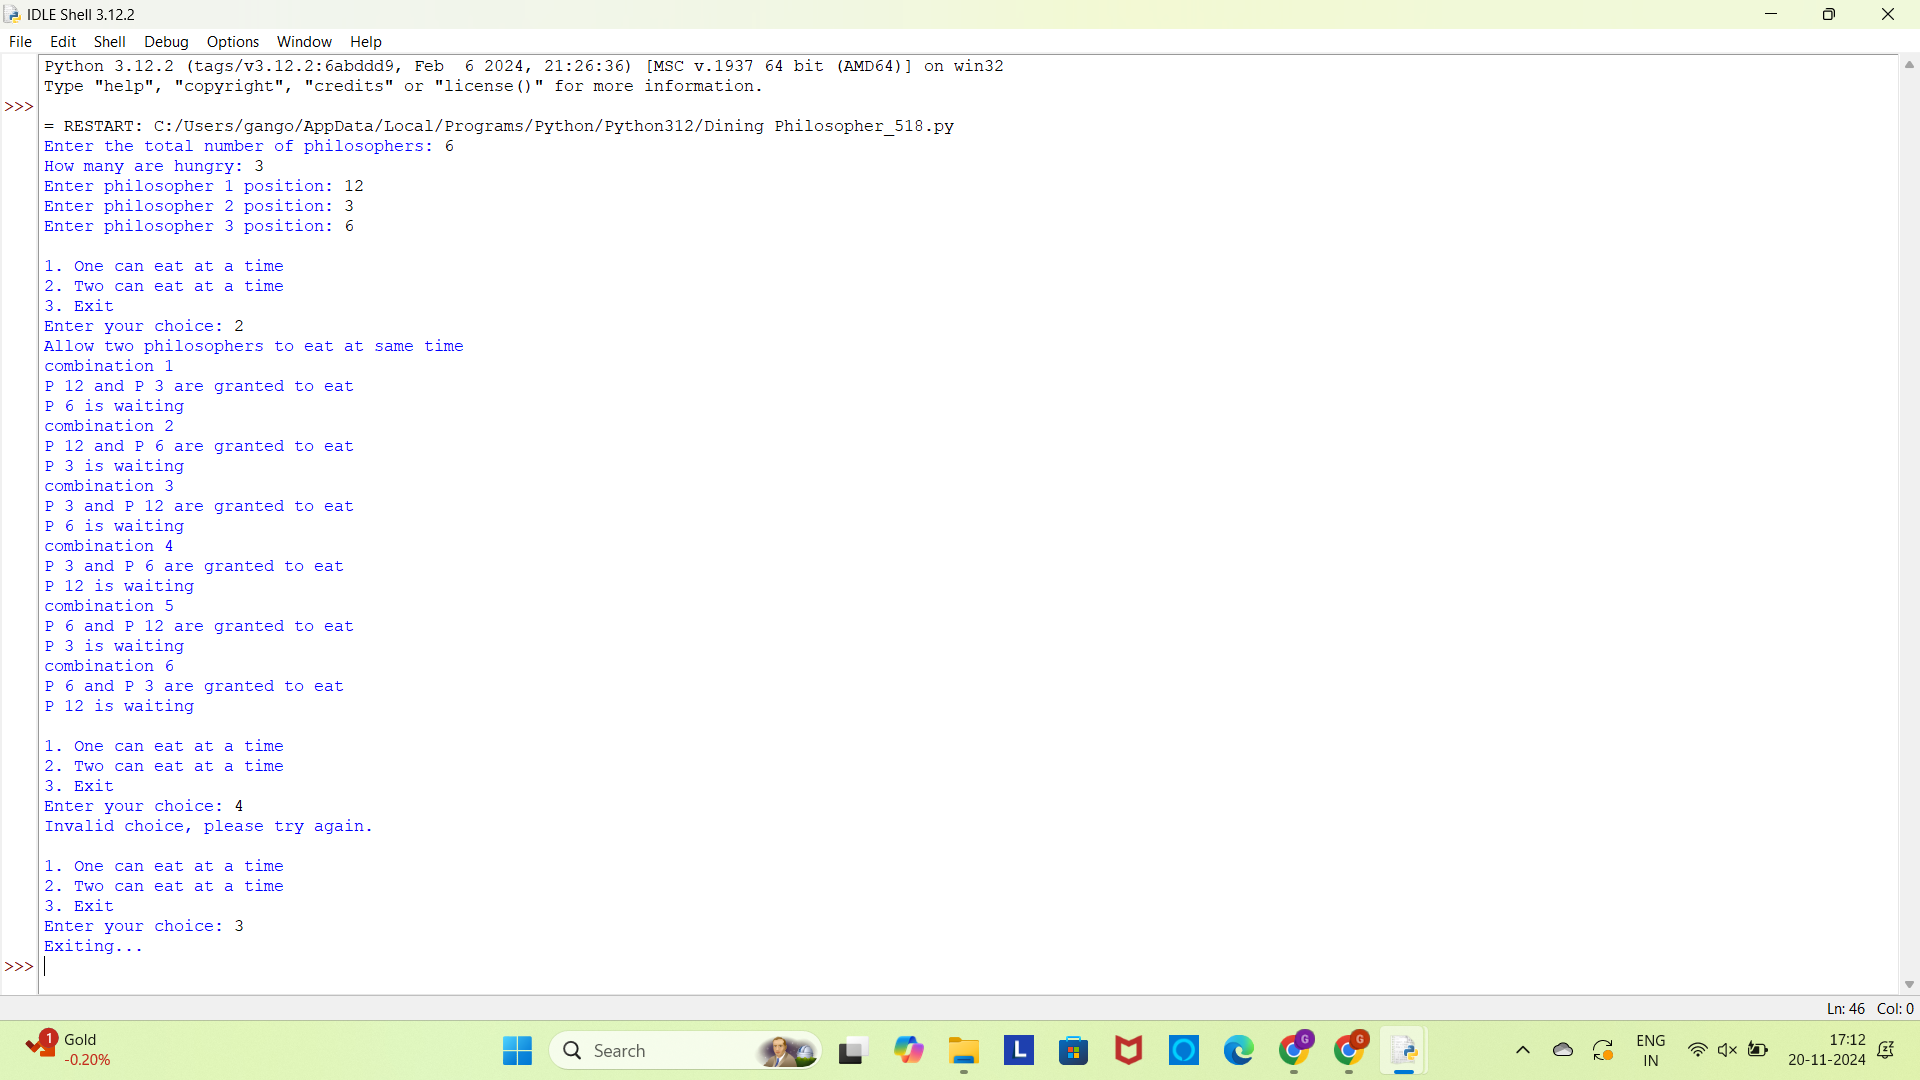 IDLE Shell 3.12.2
File Edit Shell Debug Options Window Help
Python 3.12.2 (tags/v3.12.2:6abddd9, Feb  6 2024, 21:26:36) [MSC v.1937 64 bit (AMD64)] on win32
Type "help", "copyright", "credits" or "license()" for more information.
>>>
= RESTART: C:/Users/gango/AppData/Local/Programs/Python/Python312/Dining Philosopher_518.py
Enter the total number of philosophers: 6
How many are hungry: 3
Enter philosopher 1 position: 12
Enter philosopher 2 position: 3
Enter philosopher 3 position: 6
1. One can eat at a time
2. Two can eat at a time
3. Exit
Enter your choice: 2
Allow two philosophers to eat at same time
combination 1
P 12 and P 3 are granted to eat
P 6 is waiting
combination 2
P 12 and P 6 are granted to eat
P 3 is waiting
combination 3
P 3 and P 12 are granted to eat
P 6 is waiting
combination 4
P 3 and P 6 are granted to eat
P 12 is waiting
combination 5
P 6 and P 12 are granted to eat
P 3 is waiting
combination 6
P 6 and P 3 are granted to eat
P 12 is waiting
1. One can eat at a time
2. Two can eat at a time
3. Exit
Enter your choice: 4
Invalid choice, please try again.
1. One can eat at a time
2. Two can eat at a time
3. Exit
Enter your choice: 3
Exiting...
>>>
Ln: 46 Col: 0
1
Gold
-0.20%
Search
L
G
G
ENG
IN
17:12
20-11-2024